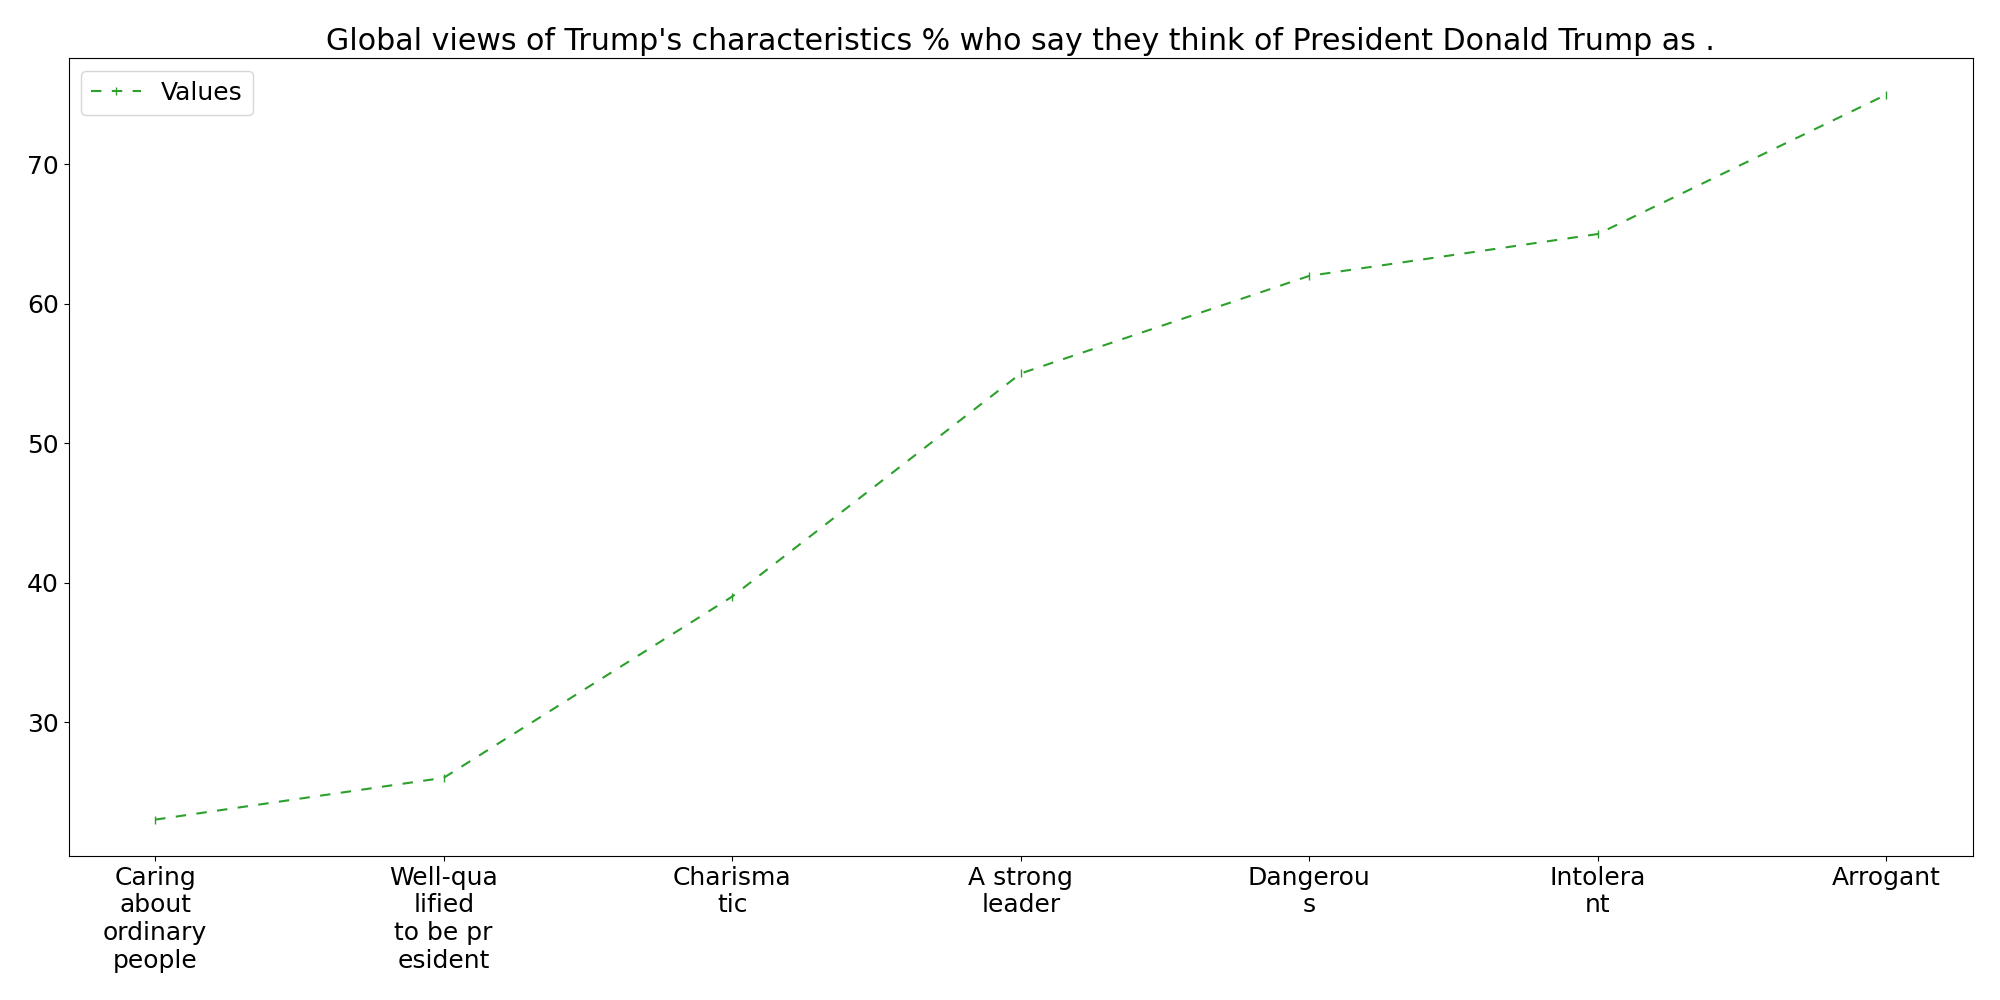 Global views of Trump's characteristics % who say they think of President Donald Trump as .
Values
70
60
50
40
30
Caring
about
ordinary
people
Well-qua
lified
to be pr
esident
Charisma
tic
A strong
leader
Dangerou
s
Intolera
nt
Arrogant